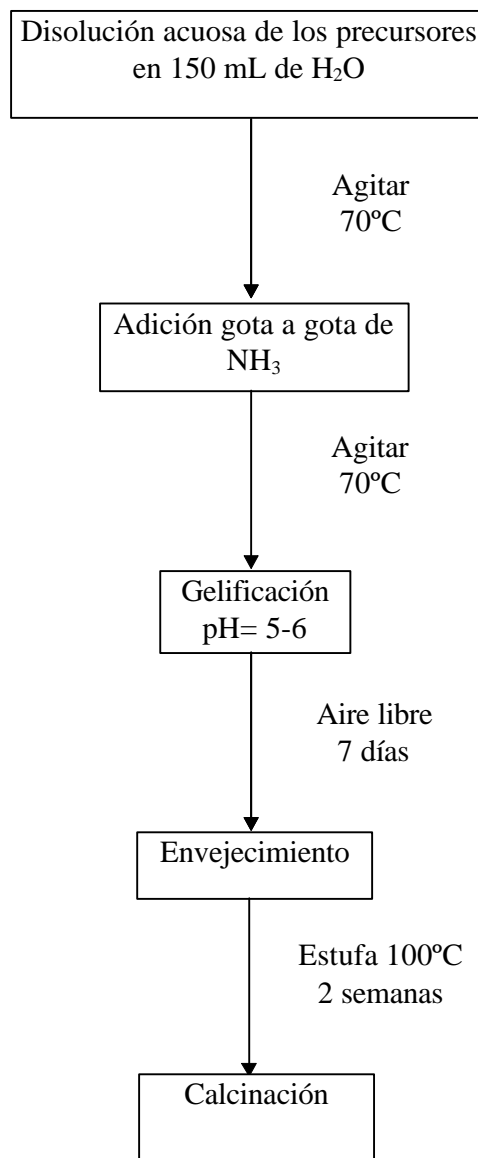 Disolución acuosa de los precursores
en 150 mL de H₂O
Agitar
70ºC
Adición gota a gota de
NH₃
Agitar
70ºC
Gelificación
pH= 5-6
Aire libre
7 días
Envejecimiento
Estufa 100ºC
2 semanas
Calcinación